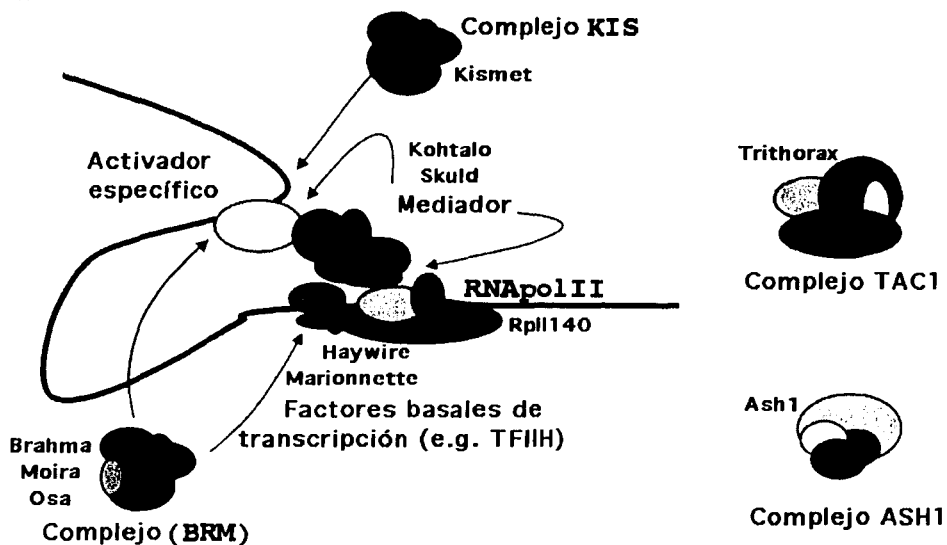 Complejo KIS
Kismet
Activador
específico
Kohtalo
Skuld
Mediador
Trithorax
Complejo TAC1
RNApolII
RpII140
Haywire
Marionnette
Factores basales de
transcripción (e.g. TFIIH)
Brahma
Moira
Osa
Complejo (BRM)
Ash1
Complejo ASH1